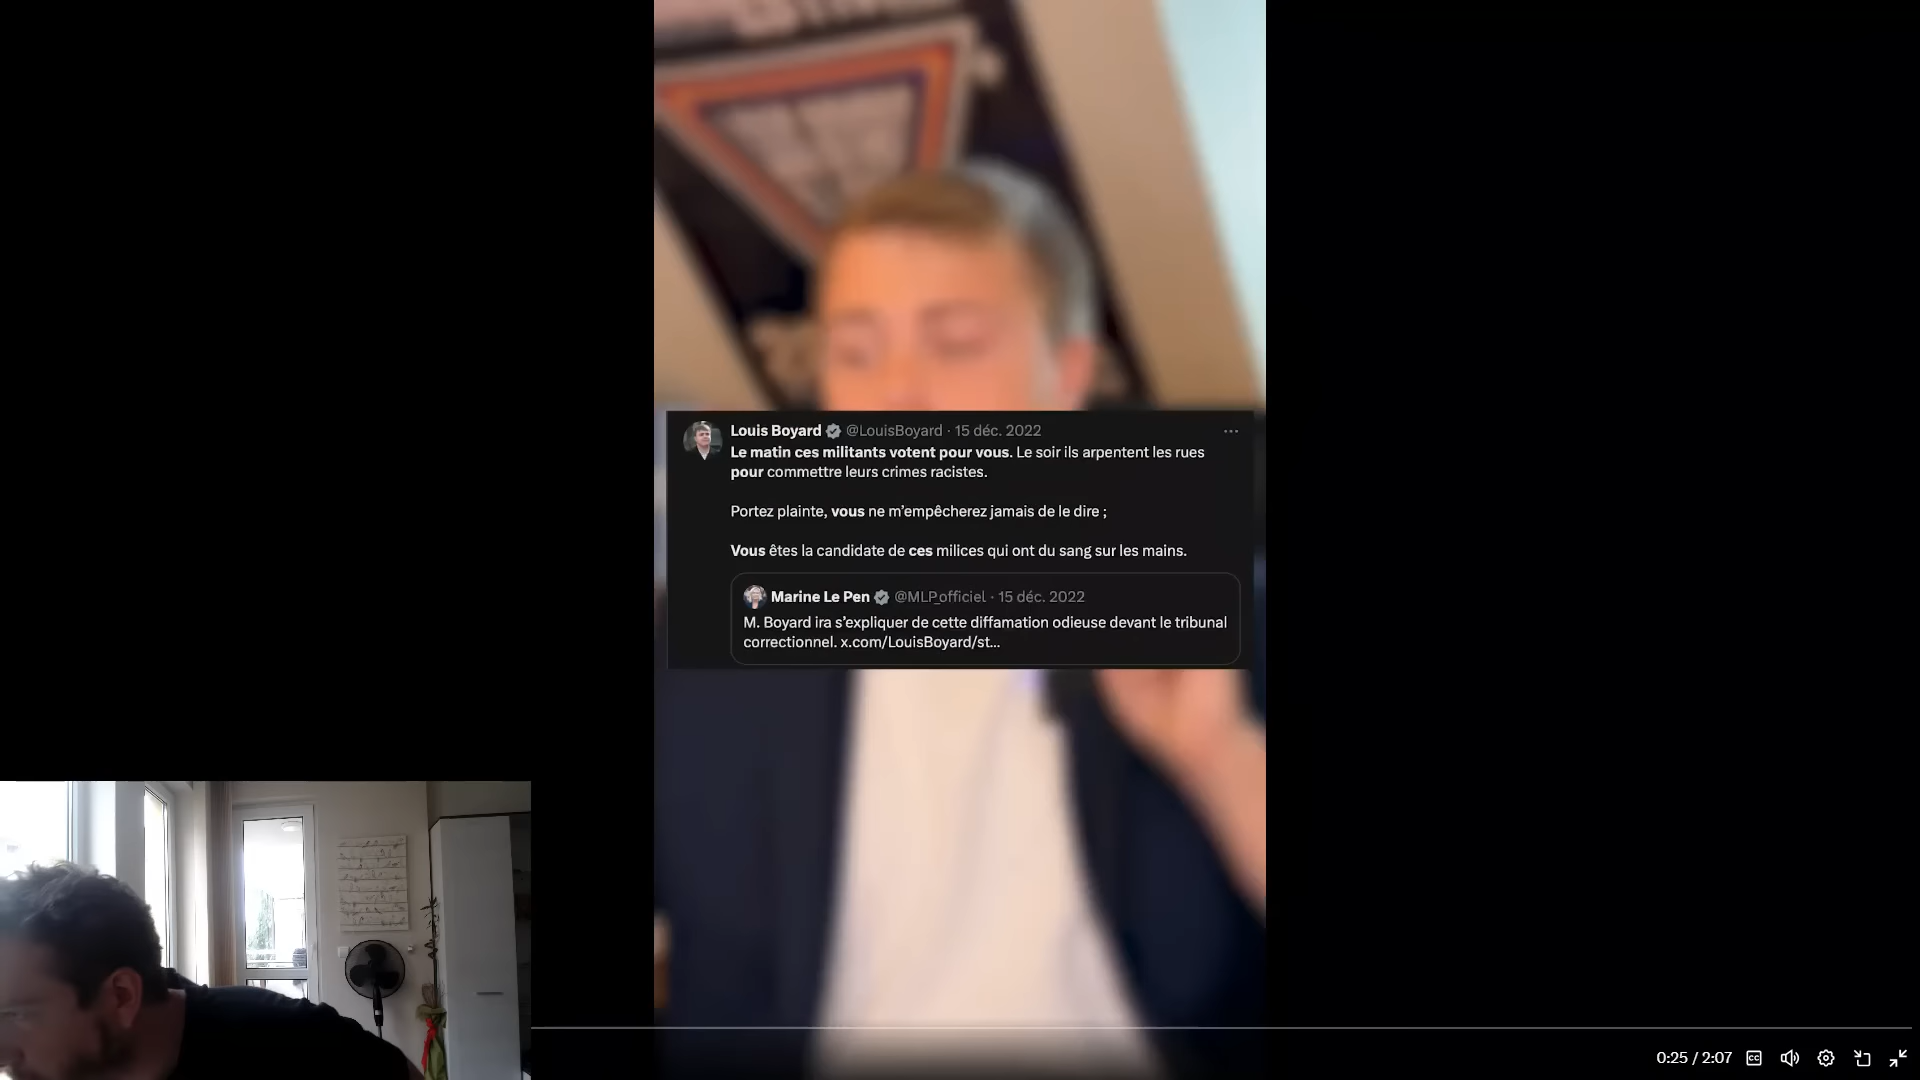 Louis Boyard @LouisBoyard · 15 déc. 2022
Le matin ces militants votent pour vous. Le soir ils arpentent les rues
pour commettre leurs crimes racistes.
Portez plainte, vous ne m’empêcherez jamais de le dire ;
Vous êtes la candidate de ces milices qui ont du sang sur les mains.
Marine Le Pen @MLP_officiel · 15 déc. 2022
M. Boyard ira s’expliquer de cette diffamation odieuse devant le tribunal
correctionnel. x.com/LouisBoyard/st...
0:25 / 2:07
CC